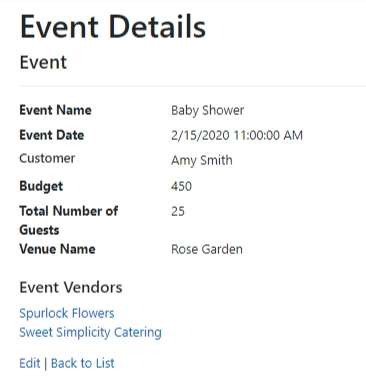 Event Details
Event
Event Name Baby Shower
Event Date 2/15/2020 11:00:00 AM
Customer Amy Smith
Budget 450
Total Number of 25
Guests
Venue Name Rose Garden
Event Vendors
Spurlock Flowers
Sweet Simplicity Catering
Edit | Back to List